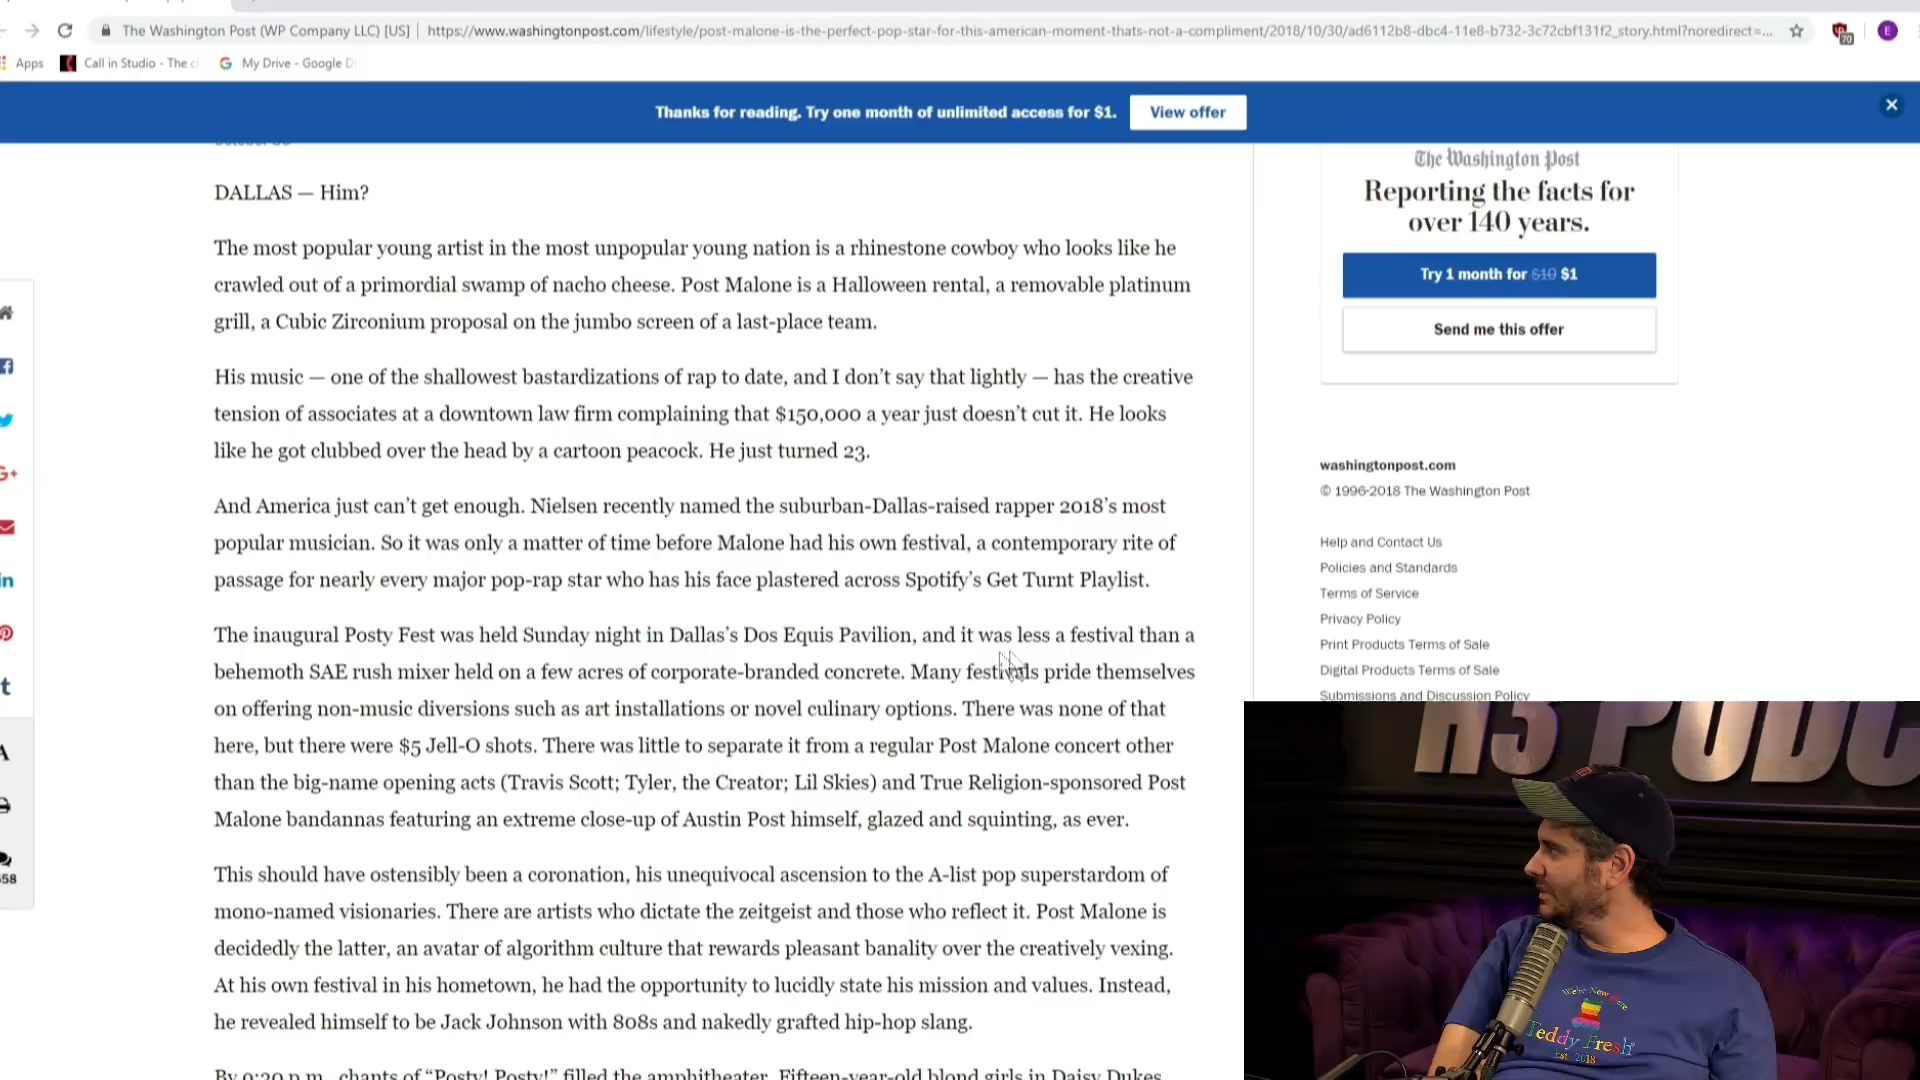 The Washington Post (WP Company LLC) [US] | https://www.washingtonpost.com/lifestyle/post-malone-is-the-perfect-pop-star-for-this-american-moment-thats-not-a-compliment/2018/10/30/ad6112b8-dbc4-11e8-b732-3c72cbf131f2_story.html?noredirect=...
70
E
Apps Call in Studio - The c My Drive - Google D
Thanks for reading. Try one month of unlimited access for $1. View offer
DALLAS — Him?
The most popular young artist in the most unpopular young nation is a rhinestone cowboy who looks like he
crawled out of a primordial swamp of nacho cheese. Post Malone is a Halloween rental, a removable platinum
grill, a Cubic Zirconium proposal on the jumbo screen of a last-place team.
His music — one of the shallowest bastardizations of rap to date, and I don’t say that lightly — has the creative
tension of associates at a downtown law firm complaining that $150,000 a year just doesn’t cut it. He looks
like he got clubbed over the head by a cartoon peacock. He just turned 23.
And America just can’t get enough. Nielsen recently named the suburban-Dallas-raised rapper 2018’s most
popular musician. So it was only a matter of time before Malone had his own festival, a contemporary rite of
passage for nearly every major pop-rap star who has his face plastered across Spotify’s Get Turnt Playlist.
The inaugural Posty Fest was held Sunday night in Dallas’s Dos Equis Pavilion, and it was less a festival than a
behemoth SAE rush mixer held on a few acres of corporate-branded concrete. Many festivals pride themselves
on offering non-music diversions such as art installations or novel culinary options. There was none of that
here, but there were $5 Jell-O shots. There was little to separate it from a regular Post Malone concert other
than the big-name opening acts (Travis Scott; Tyler, the Creator; Lil Skies) and True Religion-sponsored Post
Malone bandannas featuring an extreme close-up of Austin Post himself, glazed and squinting, as ever.
This should have ostensibly been a coronation, his unequivocal ascension to the A-list pop superstardom of
mono-named visionaries. There are artists who dictate the zeitgeist and those who reflect it. Post Malone is
decidedly the latter, an avatar of algorithm culture that rewards pleasant banality over the creatively vexing.
At his own festival in his hometown, he had the opportunity to lucidly state his mission and values. Instead,
he revealed himself to be Jack Johnson with 808s and nakedly grafted hip-hop slang.
By 9:30 p.m., chants of “Posty! Posty!” filled the amphitheater. Fifteen-year-old blond girls in Daisy Dukes
The Washington Post
Reporting the facts for
over 140 years.
Try 1 month for $10 $1
Send me this offer
washingtonpost.com
© 1996-2018 The Washington Post
Help and Contact Us
Policies and Standards
Terms of Service
Privacy Policy
Print Products Terms of Sale
Digital Products Terms of Sale
Submissions and Discussion Policy
H3 PODC
We're New Here
Teddy Fresh
Est. 2018